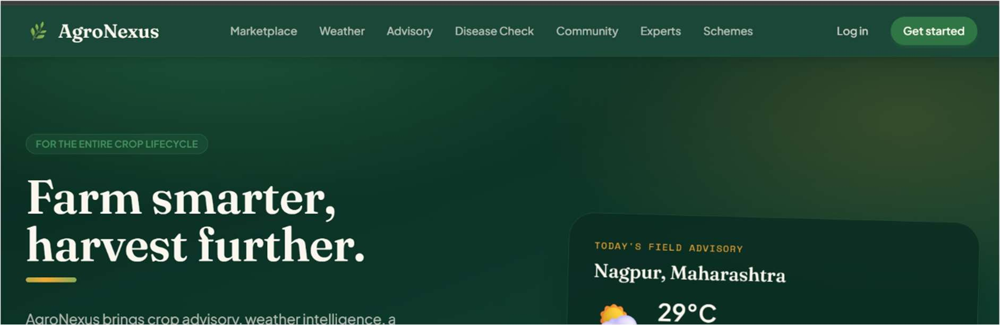 AgroNexus
Marketplace Weather Advisory Disease Check Community Experts Schemes Log in Get started
FOR THE ENTIRE CROP LIFECYCLE
Farm smarter,
harvest further.
AgroNexus brings crop advisory, weather intelligence, a
TODAY'S FIELD ADVISORY
Nagpur, Maharashtra
29°C